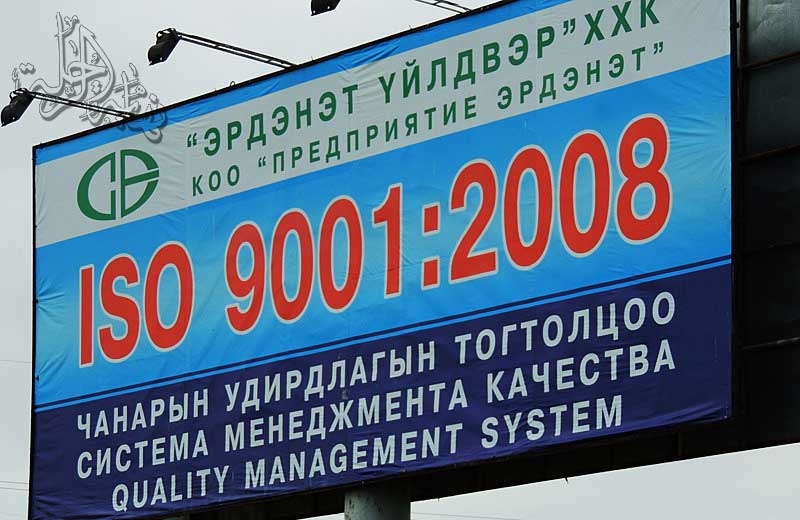 "ЭРДЭНЭТ ҮЙЛДВЭР" ХХК
КОО "ПРЕДПРИЯТИЕ ЭРДЭНЭТ"
ISO 9001:2008
ЧАНАРЫН УДИРДЛАГЫН ТОГТОЛЦОО
СИСТЕМА МЕНЕДЖМЕНТА КАЧЕСТВА
QUALITY MANAGEMENT SYSTEM